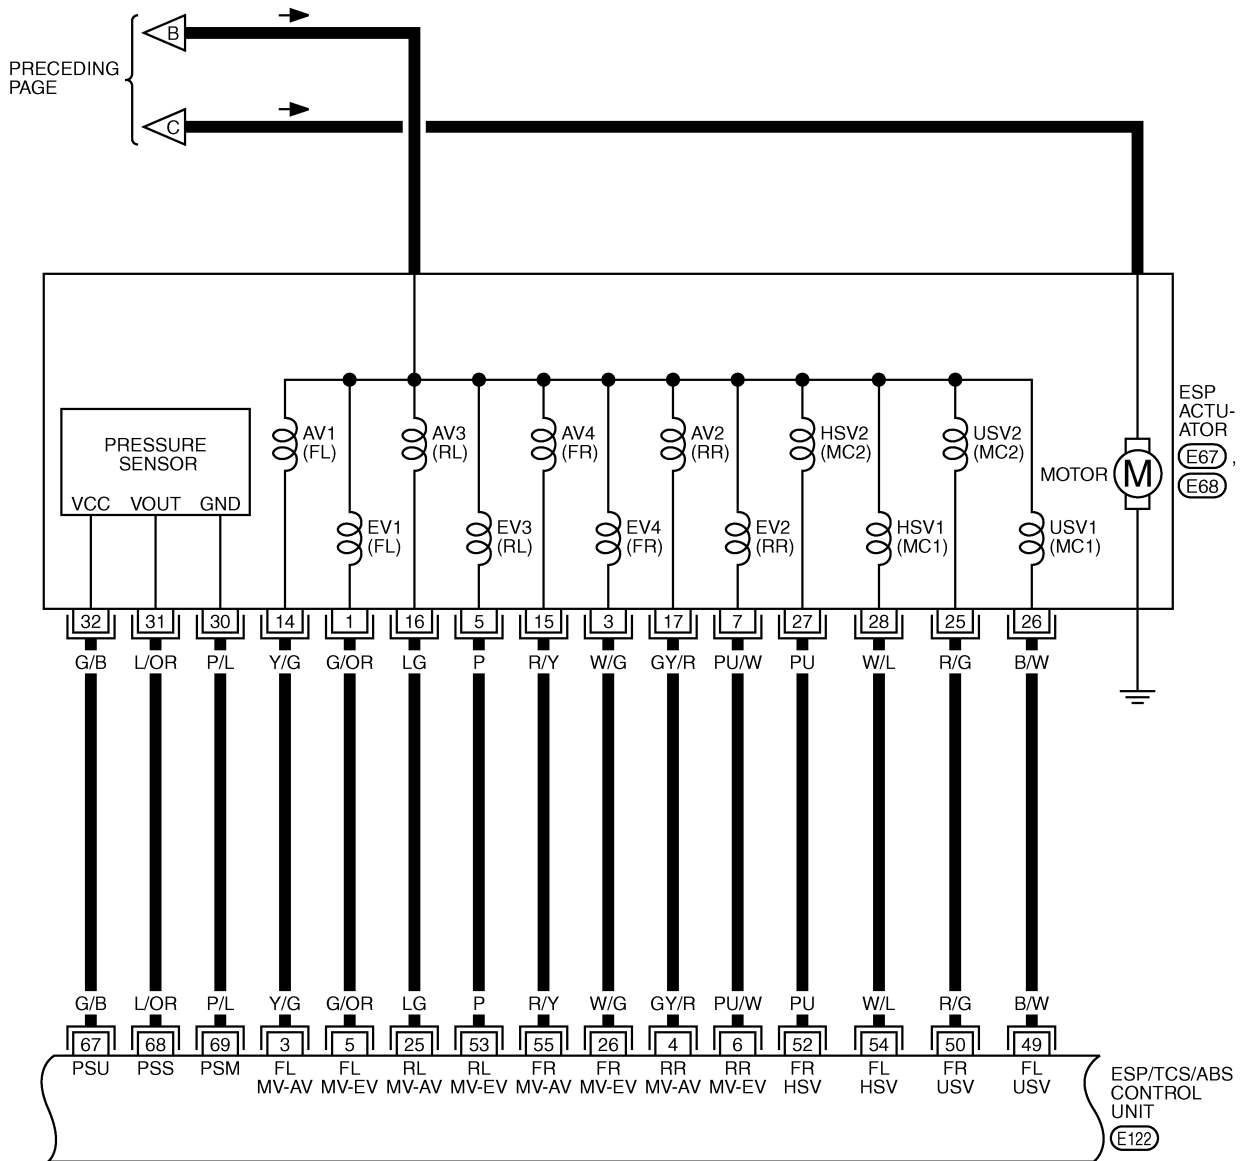 B
PRECEDING
PAGE
C
ESP
ACTU-
ATOR
E67 ,
E68
PRESSURE
SENSOR
VCC VOUT GND
AV1
(FL)
AV3
(RL)
AV4
(FR)
AV2
(RR)
HSV2
(MC2)
USV2
(MC2)
MOTOR M
EV1
(FL)
EV3
(RL)
EV4
(FR)
EV2
(RR)
HSV1
(MC1)
USV1
(MC1)
32 31 30 14 1 16 5 15 3 17 7 27 28 25 26
G/B L/OR P/L Y/G G/OR LG P R/Y W/G GY/R PU/W PU W/L R/G B/W
G/B L/OR P/L Y/G G/OR LG P R/Y W/G GY/R PU/W PU W/L R/G B/W
67 68 69 3 5 25 53 55 26 4 6 52 54 50 49
PSU PSS PSM FL FL RL RL FR FR RR RR FR FL FR FL
MV-AV MV-EV MV-AV MV-EV MV-AV MV-EV MV-AV MV-EV HSV HSV USV USV
ESP/TCS/ABS
CONTROL
UNIT
E122